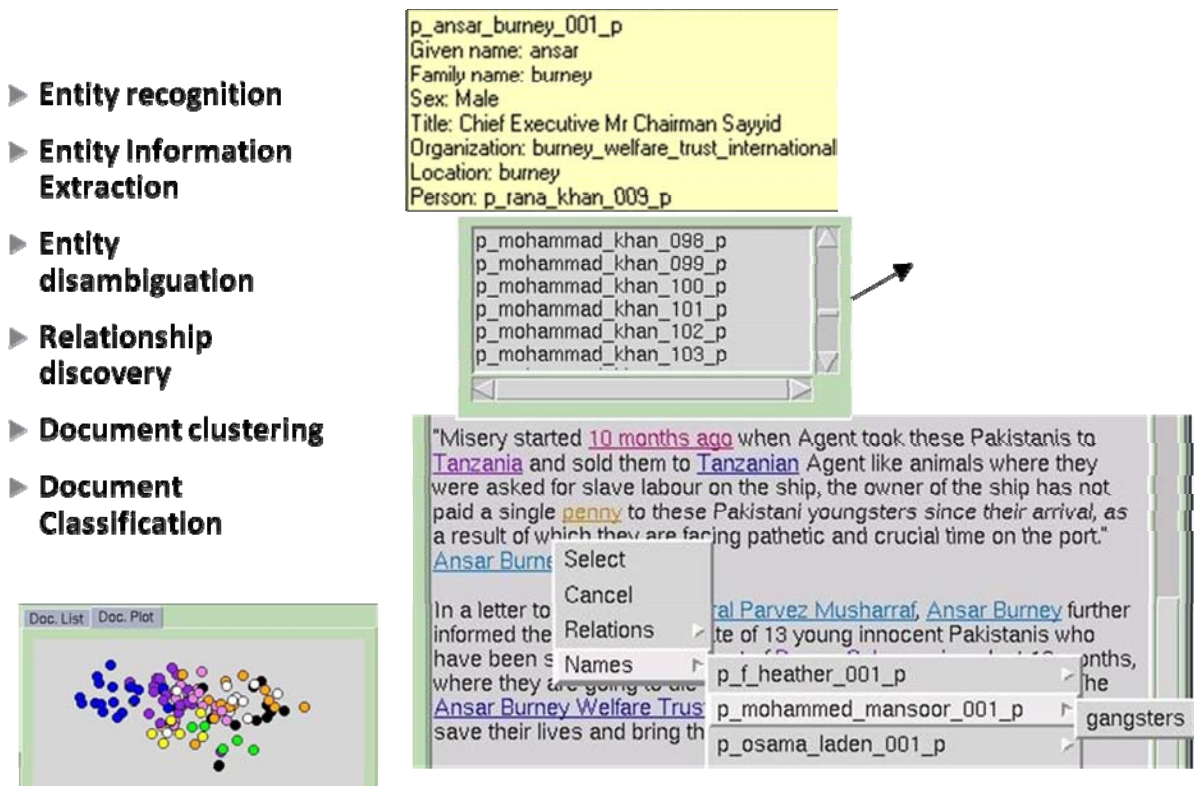 Entity recognition
Entity Information
Extraction
Entity
disambiguation
Relationship
discovery
Document clustering
Document
Classification
Doc. List Doc. Plot
p_ansar_burney_001_p
Given name: ansar
Family name: burney
Sex: Male
Title: Chief Executive Mr Chairman Sayyid
Organization: burney_welfare_trust_international
Location: burney
Person: p_rana_khan_009_p
p_mohammad_khan_098_p
p_mohammad_khan_099_p
p_mohammad_khan_100_p
p_mohammad_khan_101_p
p_mohammad_khan_102_p
p_mohammad_khan_103_p
"Misery started 10 months ago when Agent took these Pakistanis to
Tanzania and sold them to Tanzanian Agent like animals where they
were asked for slave labour on the ship, the owner of the ship has not
paid a single penny to these Pakistani youngsters since their arrival, as
a result of which they are facing pathetic and crucial time on the port."
Ansar Burne
In a letter to ral Parvez Musharraf, Ansar Burney further
informed the te of 13 young innocent Pakistanis who
have been s onths,
where they are going to die he
Ansar Burney Welfare Trus
save their lives and bring th
Select
Cancel
Relations
Names
p_f_heather_001_p
p_mohammed_mansoor_001_p
p_osama_laden_001_p
gangsters